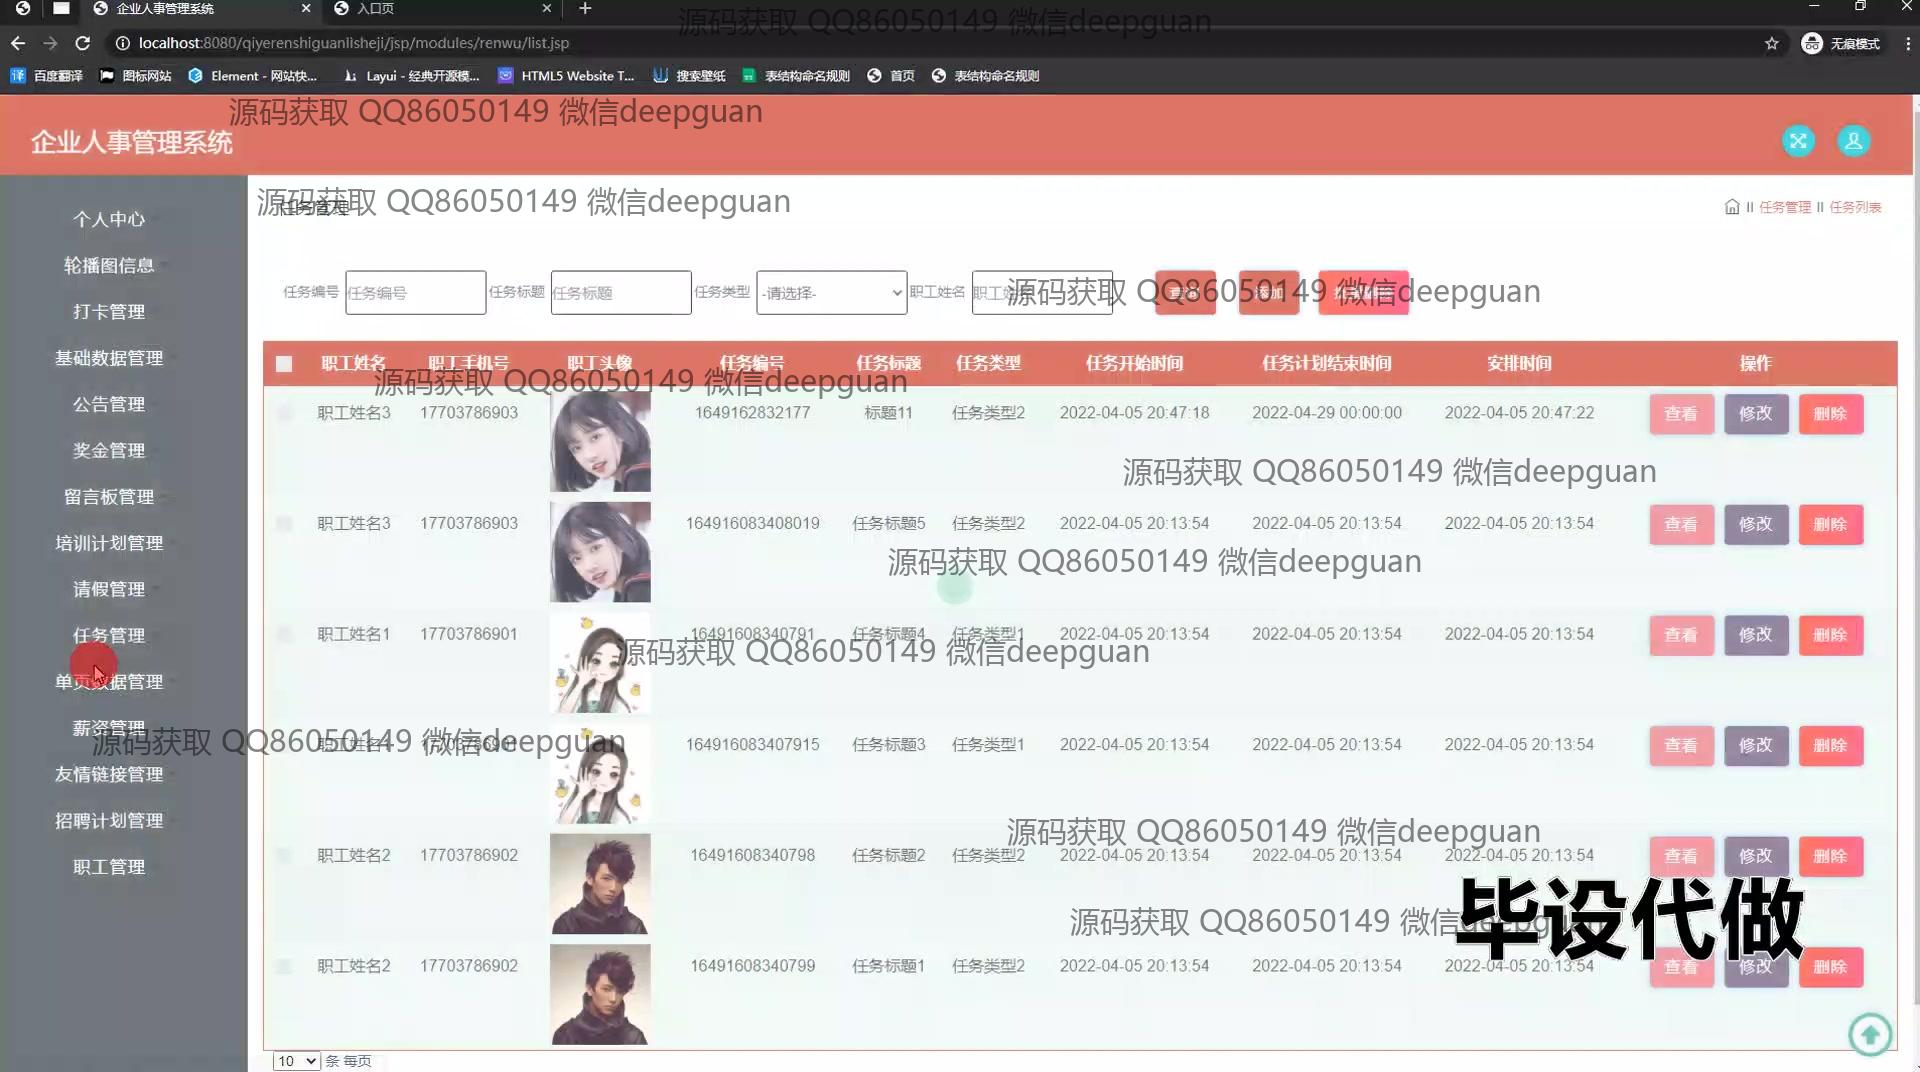 企业人事管理系统
入口页
localhost:8080/qiyerenshiguanlisheji/jsp/modules/renwu/list.jsp
无痕模式
百度翻译 图标网站 Element - 网站快... Layui - 经典开源模... HTML5 Website T... 搜索壁纸 表结构命名规则 首页 表结构命名规则
源码获取 QQ86050149 微信deepguan
源码获取 QQ86050149 微信deepguan
企业人事管理系统
源码获取 QQ86050149 微信deepguan
任务管理
任务管理 任务列表
个人中心
轮播图信息
打卡管理
基础数据管理
公告管理
奖金管理
留言板管理
培训计划管理
请假管理
任务管理
单页数据管理
薪资管理
友情链接管理
招聘计划管理
职工管理
任务编号 任务编号 任务标题 任务标题 任务类型 -请选择- 职工姓名
添加
源码获取 QQ86050149 微信deepguan
职工姓名 职工手机号 职工头像 任务编号 任务标题 任务类型 任务开始时间 任务计划结束时间 安排时间 操作
源码获取 QQ86050149 微信deepguan
职工姓名3 17703786903 1649162832177 标题11 任务类型2 2022-04-05 20:47:18 2022-04-29 00:00:00 2022-04-05 20:47:22 查看 修改 删除
源码获取 QQ86050149 微信deepguan
职工姓名3 17703786903 164916083408019 任务标题5 任务类型2 2022-04-05 20:13:54 2022-04-05 20:13:54 2022-04-05 20:13:54 查看 修改 删除
源码获取 QQ86050149 微信deepguan
职工姓名1 17703786901 16491608340791 任务标题4 任务类型1 2022-04-05 20:13:54 2022-04-05 20:13:54 2022-04-05 20:13:54 查看 修改 删除
源码获取 QQ86050149 微信deepguan
职工姓名1 17703786901 164916083407915 任务标题3 任务类型1 2022-04-05 20:13:54 2022-04-05 20:13:54 2022-04-05 20:13:54 查看 修改 删除
源码获取 QQ86050149 微信deepguan
源码获取 QQ86050149 微信deepguan
职工姓名2 17703786902 16491608340798 任务标题2 任务类型2 2022-04-05 20:13:54 2022-04-05 20:13:54 2022-04-05 20:13:54 查看 修改 删除
源码获取 QQ86050149 微信deepguan
毕设代做
职工姓名2 17703786902 16491608340799 任务标题1 任务类型2 2022-04-05 20:13:54 2022-04-05 20:13:54 2022-04-05 20:13:54 查看 修改 删除
10 条 每页